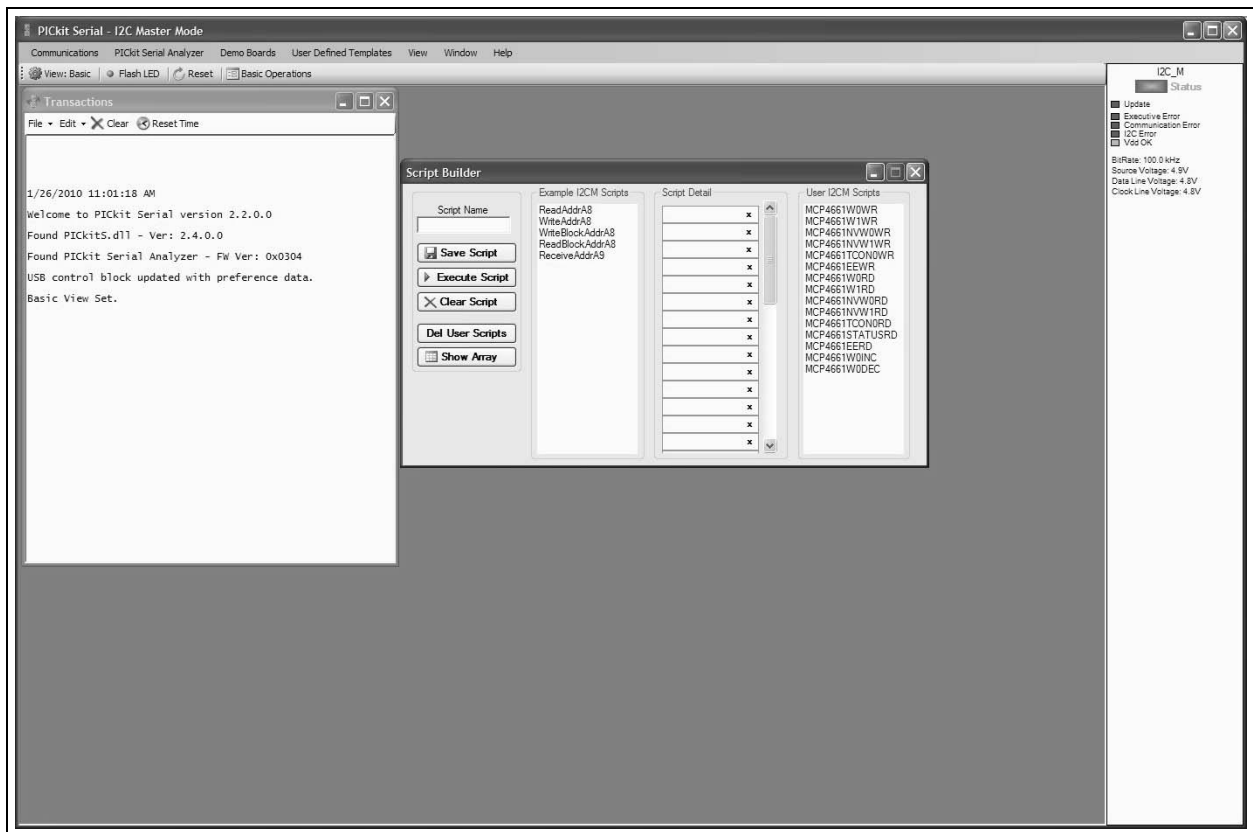 PICkit Serial - I2C Master Mode
Communications PICkit Serial Analyzer Demo Boards User Defined Templates View Window Help
View: Basic Flash LED Reset Basic Operations
Transactions
File Edit Clear Reset Time
1/26/2010 11:01:18 AM
Welcome to PICkit Serial version 2.2.0.0
Found PICkitS.dll - Ver: 2.4.0.0
Found PICkit Serial Analyzer - FW Ver: 0x0304
USB control block updated with preference data.
Basic View Set.
Script Builder
Script Name
Save Script
Execute Script
Clear Script
Del User Scripts
Show Array
Example I2CM Scripts
ReadAddrA8
WriteAddrA8
WriteBlockAddrA8
ReadBlockAddrA8
ReceiveAddrA9
Script Detail
x
x
x
x
x
x
x
x
x
x
x
x
x
x
User I2CM Scripts
MCP4661W0WR
MCP4661W1WR
MCP4661NVW0WR
MCP4661NVW1WR
MCP4661TCON0WR
MCP4661EEWR
MCP4661W0RD
MCP4661W1RD
MCP4661NVW0RD
MCP4661NVW1RD
MCP4661TCON0RD
MCP4661STATUSRD
MCP4661EERD
MCP4661W0INC
MCP4661W0DEC
I2C_M
Status
Update
Executive Error
Communication Error
I2C Error
Vdd OK
BitRate: 100.0 kHz
Source Voltage: 4.9V
Data Line Voltage: 4.8V
Clock Line Voltage: 4.8V